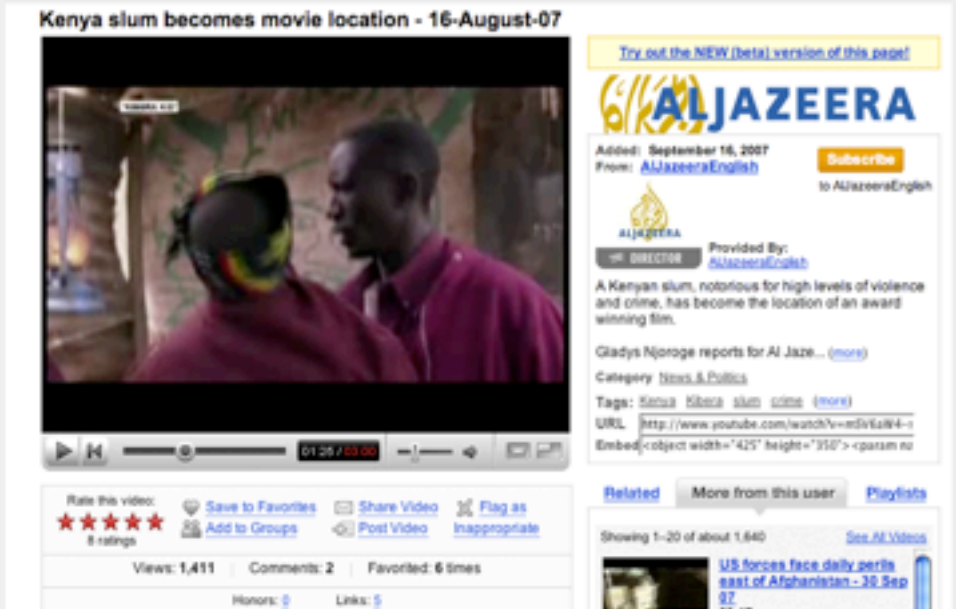 Kenya slum becomes movie location - 16-August-07
Try out the NEW (beta) version of this page!
ALJAZEERA
Added: September 16, 2007
From: AlJazeeraEnglish
Subscribe
to AlJazeeraEnglish
ALJAZEERA
DIRECTOR
Provided By:
AlJazeeraEnglish
A Kenyan slum, notorious for high levels of violence
and crime, has become the location of an award
winning film.
Gladys Njoroge reports for Al Jaze... (more)
Category News & Politics
Tags: Kenya Kibera slum crime (more)
URL
Embed <object width="425" height="350"> <param na
01:26 / 03:00
Rate this video:
8 ratings
Save to Favorites
Add to Groups
Share Video
Post Video
Flag as
Inappropriate
Views: 1,411 Comments: 2 Favorited: 6 times
Honors: 0 Links: 5
Related More from this user Playlists
Showing 1-20 of about 1,640 See All Videos
US forces face daily perils
east of Afghanistan - 30 Sep
07